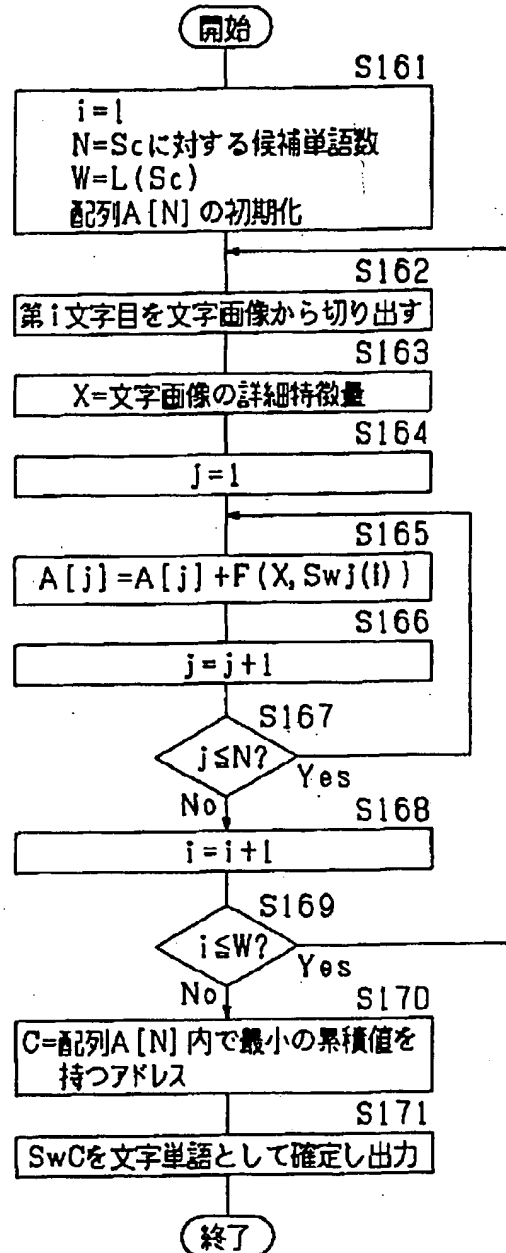 開始
S161
i=1
N=Scに対する候補単語数
W=L(Sc)
配列A[N]の初期化
S162
第i文字目を文字画像から切り出す
S163
X=文字画像の詳細特徴量
S164
j=1
S165
A[j]=A[j]+F(X,Swj(i))
S166
j=j+1
S167
j≦N?
Yes
No
S168
i=i+1
S169
i≦W?
Yes
No
S170
C=配列A[N]内で最小の累積値を
持つアドレス
S171
SwCを文字単語として確定し出力
終了